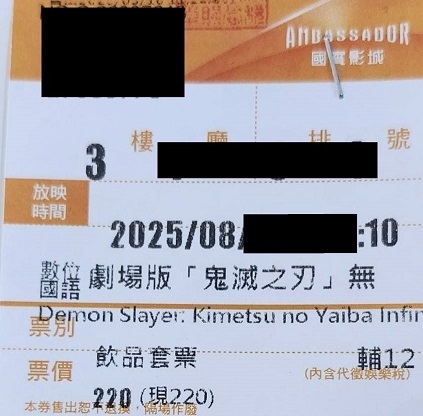 AMBASSADOR
國賓影城
樓 廳 排 號
3
放映
時間
2025/08/ :10
數位
國語
劇場版「鬼滅之刃」無
Demon Slayer: Kimetsu no Yaiba Infin
票別
飲品套票 輔12
票價
(內含代徵娛樂稅)
220 (現220)
本券售出恕不退換，隔場作廢